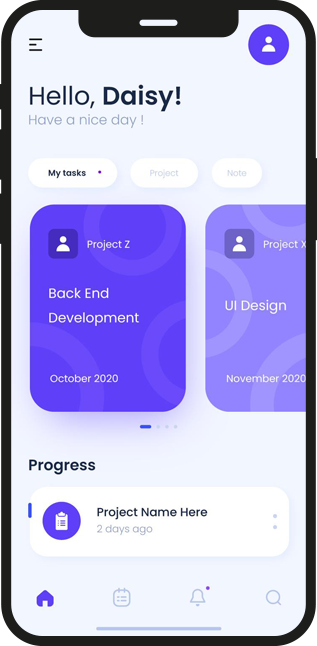 Hello, Daisy!
Have a nice day !
My tasks
Project
Note
Project Z
Back End
Development
October 2020
Project X
UI Design
November 2020
Progress
Project Name Here
2 days ago